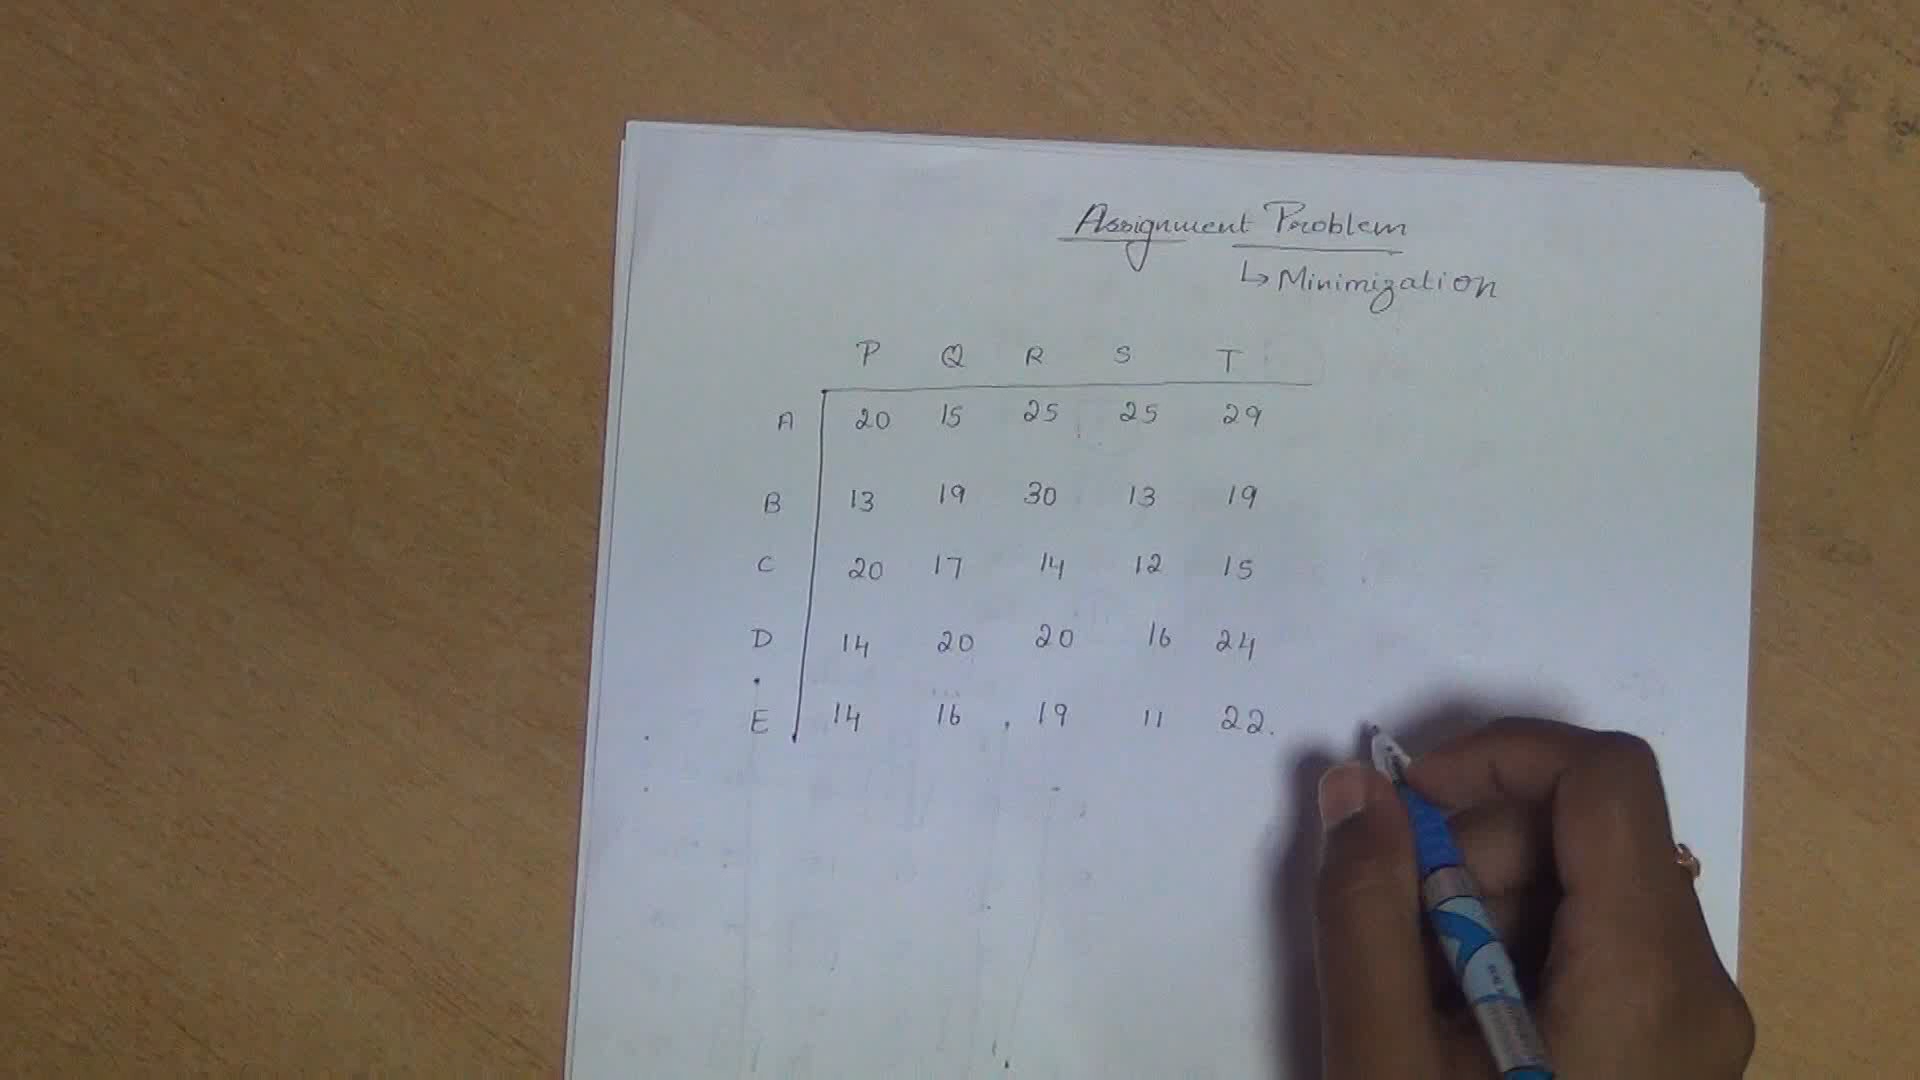 Assignment Problem
↳ Minimization
P Q R S T
A 20 15 25 25 29
B 13 19 30 13 19
C 20 17 14 12 15
D 14 20 20 16 24
E 14 16 19 11 22.